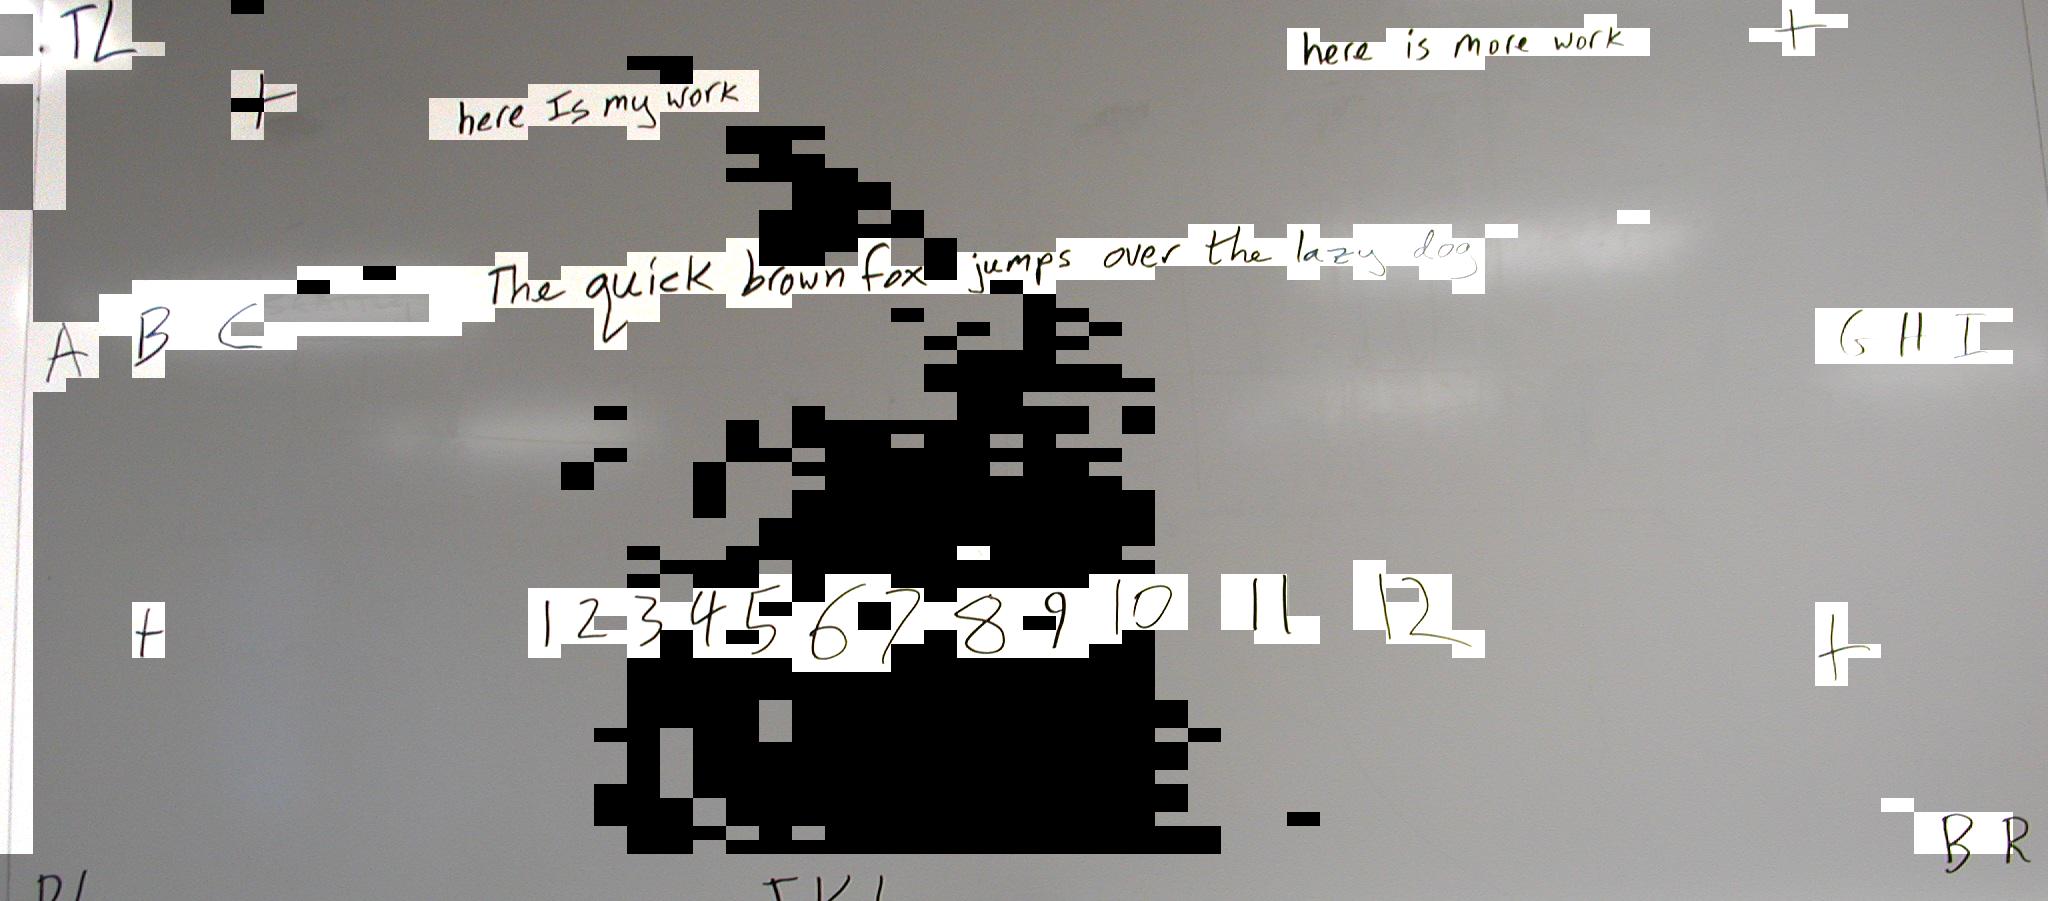 TL
here is more work
+
+
here Is my work
The quick brown fox jumps over the lazy dog
A B C
G H I
1 2 3 4 5 6 7 8 9 10 11 12
+
+
BR